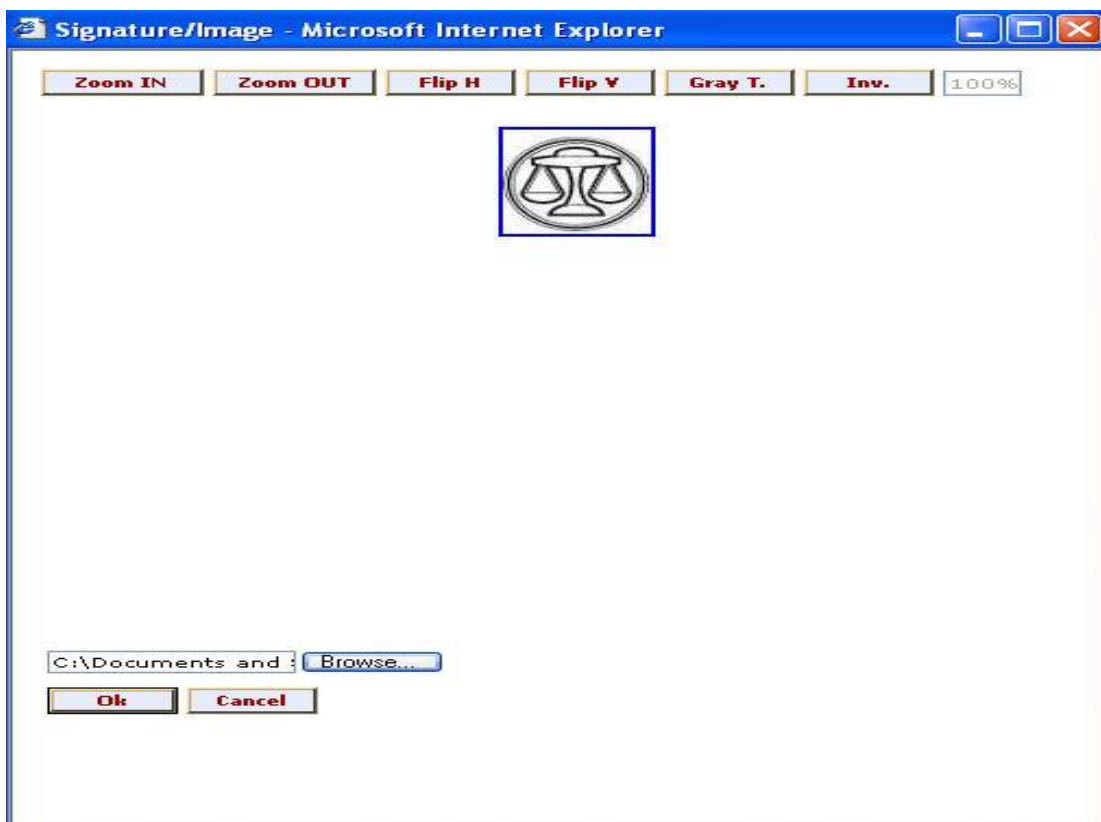 Signature/Image - Microsoft Internet Explorer
Zoom IN Zoom OUT Flip H Flip V Gray T. Inv. 100%
C:\Documents and Browse...
Ok Cancel